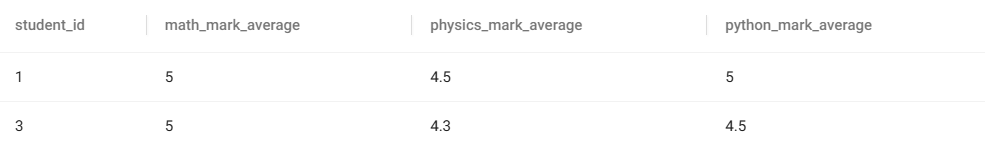 student_id math_mark_average physics_mark_average python_mark_average
1 5 4.5 5
3 5 4.3 4.5